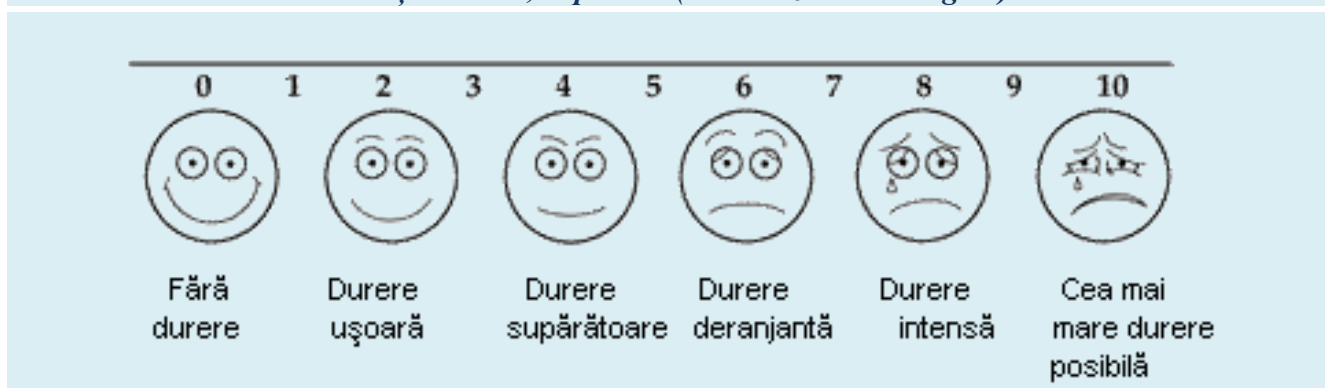 0 1 2 3 4 5 6 7 8 9 10
Fără Durere Durere Durere Durere Cea mai
durere uşoară supărătoare deranjantă intensă mare durere
posibilă